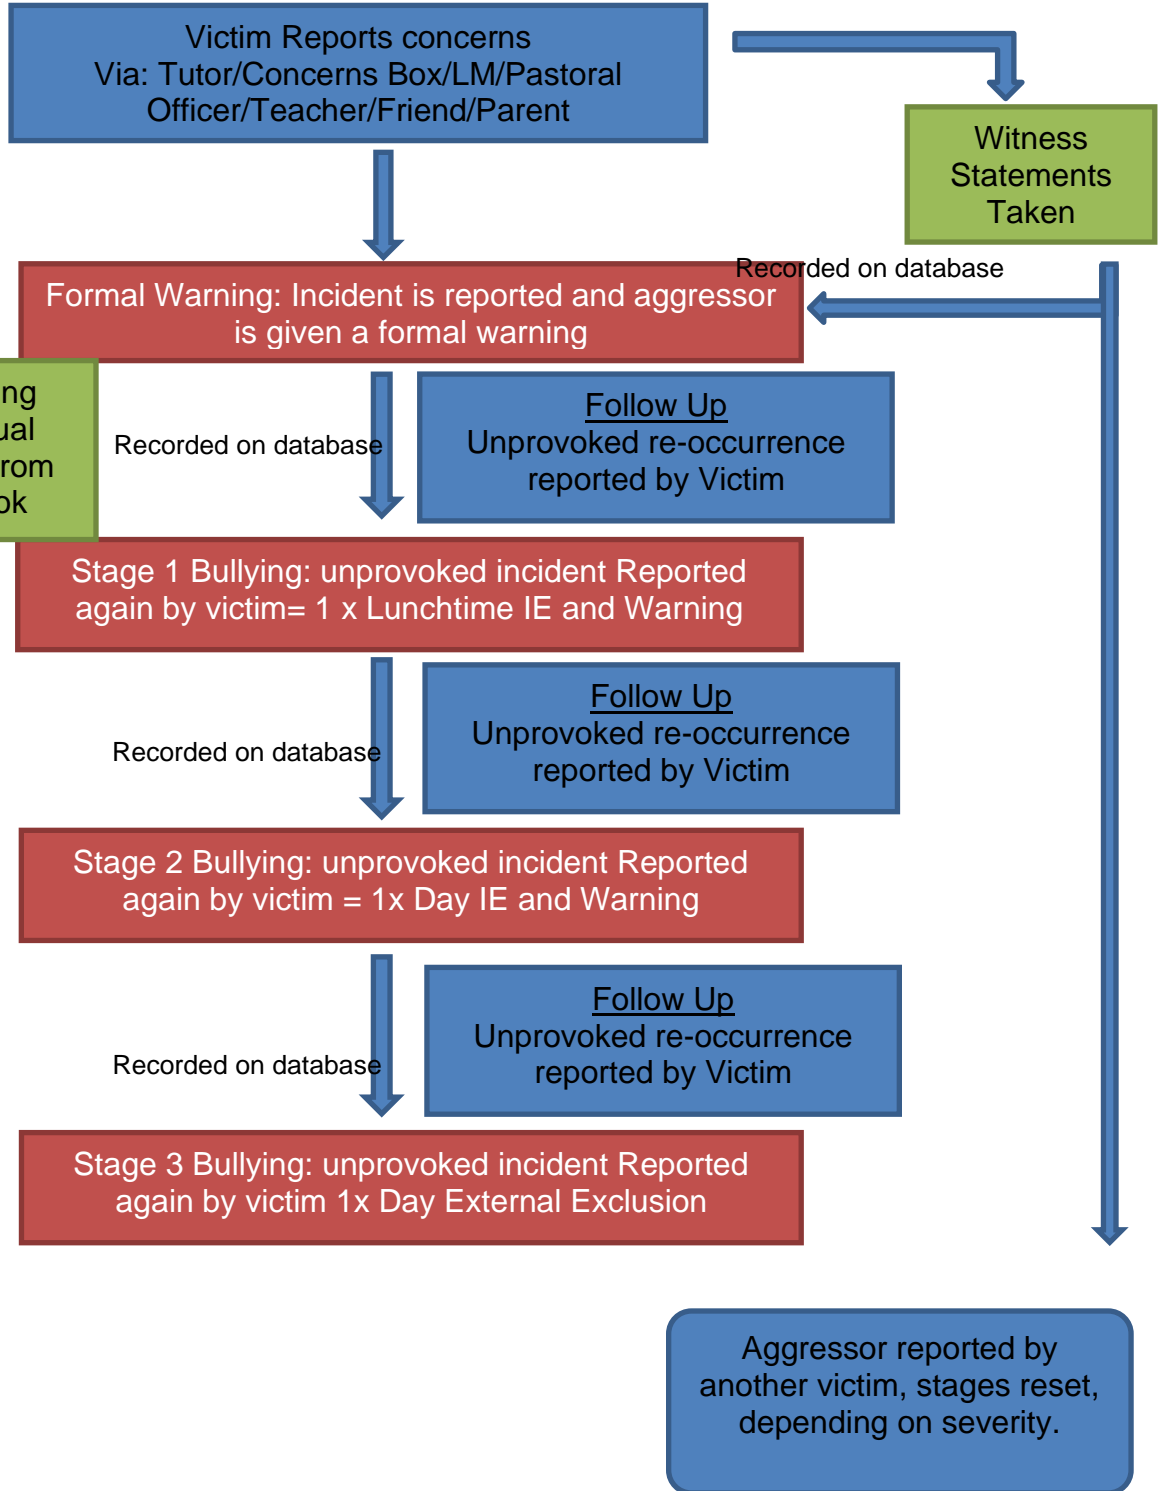 Victim Reports concerns
Via: Tutor/Concerns Box/LM/Pastoral
Officer/Teacher/Friend/Parent
Witness
Statements
Taken
Recorded on database
Formal Warning: Incident is reported and aggressor
is given a formal warning
Recorded on database
Follow Up
Unprovoked re-occurrence
reported by Victim
Stage 1 Bullying: unprovoked incident Reported
again by victim= 1 x Lunchtime IE and Warning
Recorded on database
Follow Up
Unprovoked re-occurrence
reported by Victim
Stage 2 Bullying: unprovoked incident Reported
again by victim = 1x Day IE and Warning
Recorded on database
Follow Up
Unprovoked re-occurrence
reported by Victim
Stage 3 Bullying: unprovoked incident Reported
again by victim 1x Day External Exclusion
Aggressor reported by
another victim, stages reset,
depending on severity.